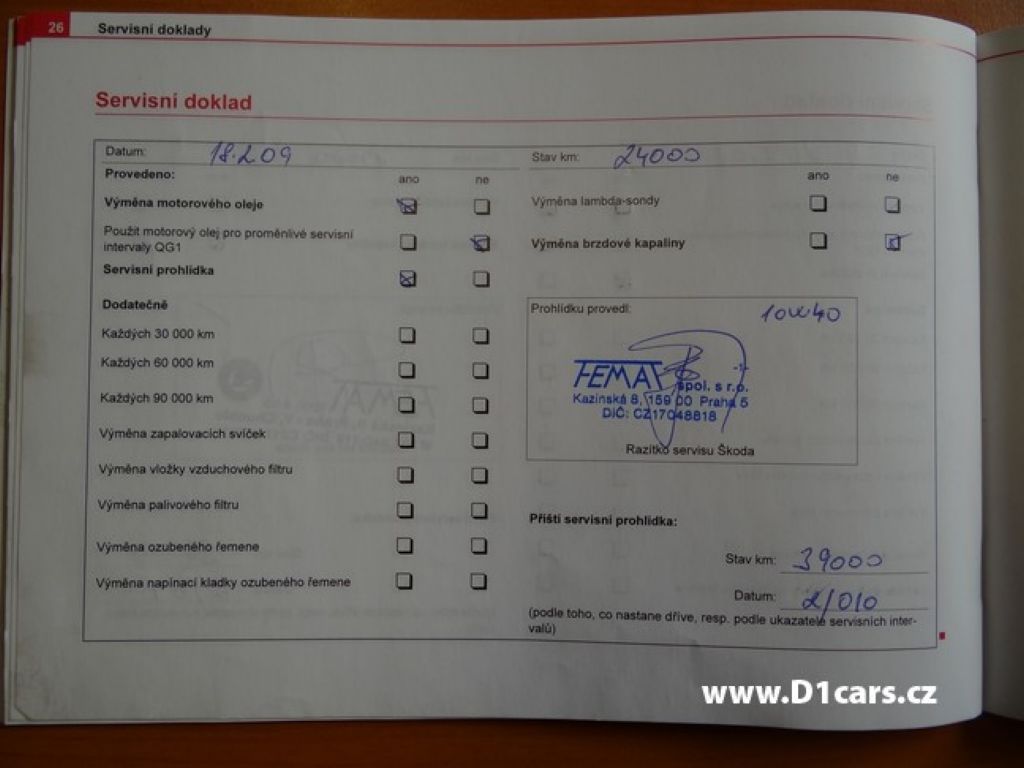 26 Servisní doklady
Servisní doklad
Datum: 18.2.09
Stav km: 24000
Provedeno:
ano ne
ano ne
Výměna motorového oleje
Výměna lambda-sondy
Použit motorový olej pro proměnlivé servisní
intervaly QG1
Výměna brzdové kapaliny
Servisní prohlídka
Dodatečně
Každých 30 000 km
Každých 60 000 km
Každých 90 000 km
Výměna zapalovacích svíček
Výměna vložky vzduchového filtru
Výměna palivového filtru
Výměna ozubeného řemene
Výměna napínací kladky ozubeného řemene
Prohlídku provedl: 10W40
FEMAT spol. s r.o.
-1-
Kazínská 8, 159 00 Praha 5
DIČ: CZ17048818
Razítko servisu Škoda
Příští servisní prohlídka:
Stav km: 39000
Datum: 2/010
(podle toho, co nastane dříve, resp. podle ukazatele servisních inter-
valů)
www.D1cars.cz